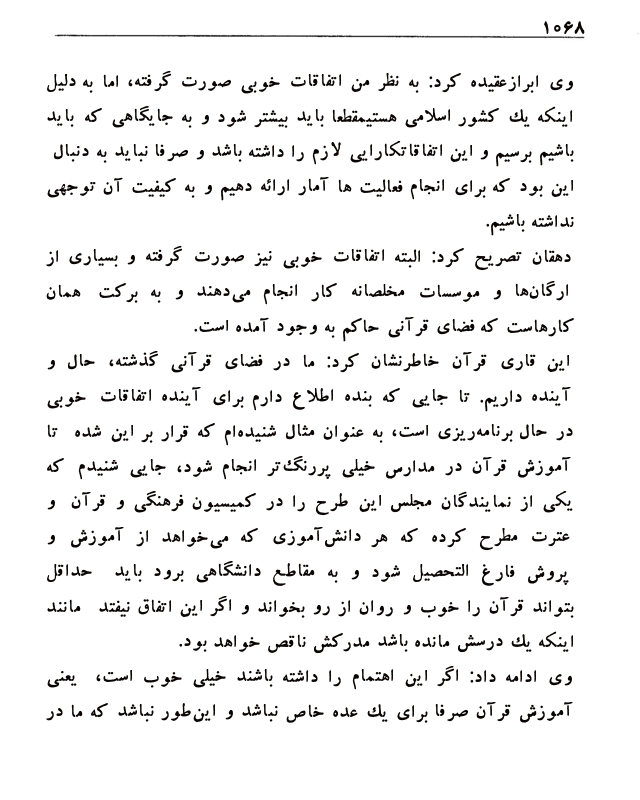 ۱۰۶۸
وی ابرازعقیده کرد: به نظر من اتفاقات خوبی صورت گرفته، اما به دلیل
اینکه یك کشور اسلامی هستیمقطعا باید بیشتر شود و به جایگاهی که باید
باشیم برسیم و این اتفاقاتکارایی لازم را داشته باشد و صرفا نباید به دنبال
این بود که برای انجام فعالیت ها آمار ارائه دهیم و به کیفیت آن توجهی
نداشته باشیم.
دهقان تصریح کرد: البته اتفاقات خوبی نیز صورت گرفته و بسیاری از
ارگان‌ها و موسسات مخلصانه کار انجام می‌دهند و به برکت همان
کارهاست که فضای قرآنی حاکم به وجود آمده است.
این قاری قرآن خاطرنشان کرد: ما در فضای قرآنی گذشته، حال و
آینده داریم. تا جایی که بنده اطلاع دارم برای آینده اتفاقات خوبی
در حال برنامه‌ریزی است، به عنوان مثال شنیده‌ام که قرار بر این شده تا
آموزش قرآن در مدارس خیلی پررنگ‌تر انجام شود، جایی شنیدم که
یکی از نمایندگان مجلس این طرح را در کمیسیون فرهنگی و قرآن و
عترت مطرح کرده که هر دانش‌آموزی که می‌خواهد از آموزش و
پروش فارغ التحصیل شود و به مقاطع دانشگاهی برود باید حداقل
بتواند قرآن را خوب و روان از رو بخواند و اگر این اتفاق نیفتد مانند
اینکه یك درسش مانده باشد مدرکش ناقص خواهد بود.
وی ادامه داد: اگر این اهتمام را داشته باشند خیلی خوب است، یعنی
آموزش قرآن صرفا برای یك عده خاص نباشد و این‌طور نباشد که ما در